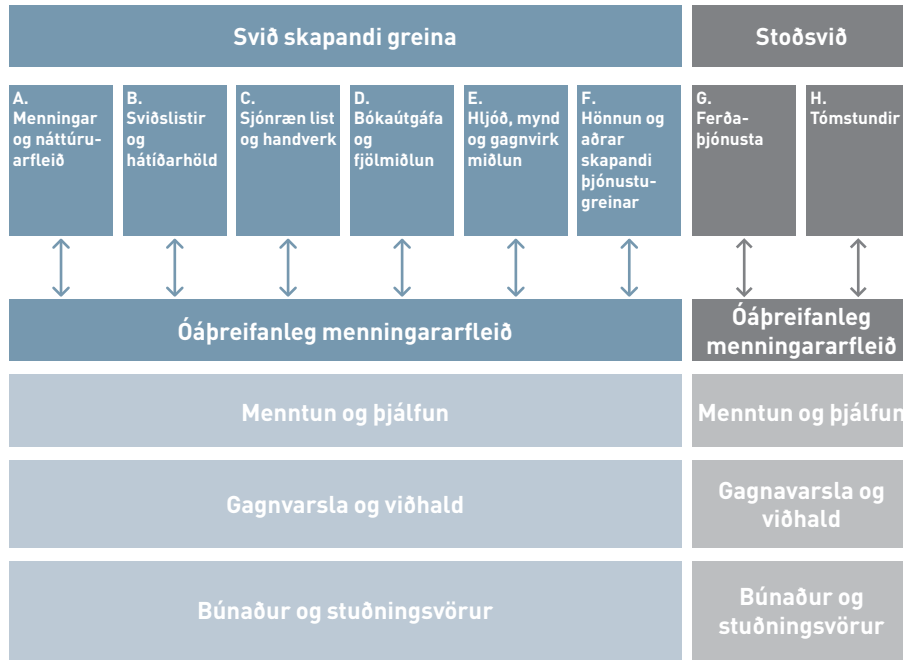 Svið skapandi greina
Stoðsvið
A.
Menningar
og náttúru-
arfleið
B.
Sviðslistir
og
hátíðarhöld
C.
Sjónræn list
og handverk
D.
Bókaútgáfa
og
fjölmiðlun
E.
Hljóð, mynd
og gagnvirk
miðlun
F.
Hönnun og
aðrar
skapandi
þjónustu-
greinar
G.
Ferða-
þjónusta
H.
Tómstundir
Óáþreifanleg menningararfleið
Óáþreifanleg
menningararfleið
Menntun og þjálfun
Menntun og þjálfun
Gagnvarsla og viðhald
Gagnavarsla og
viðhald
Búnaður og stuðningsvörur
Búnaður og
stuðningsvörur